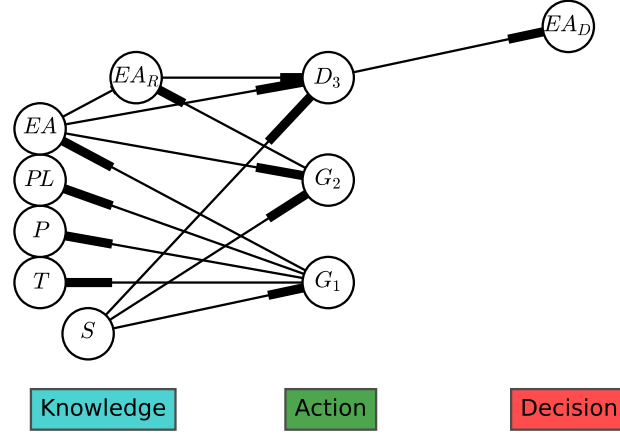 EA_D
EA_R
D_3
EA
PL
G_2
P
T
G_1
S
Knowledge
Action
Decision